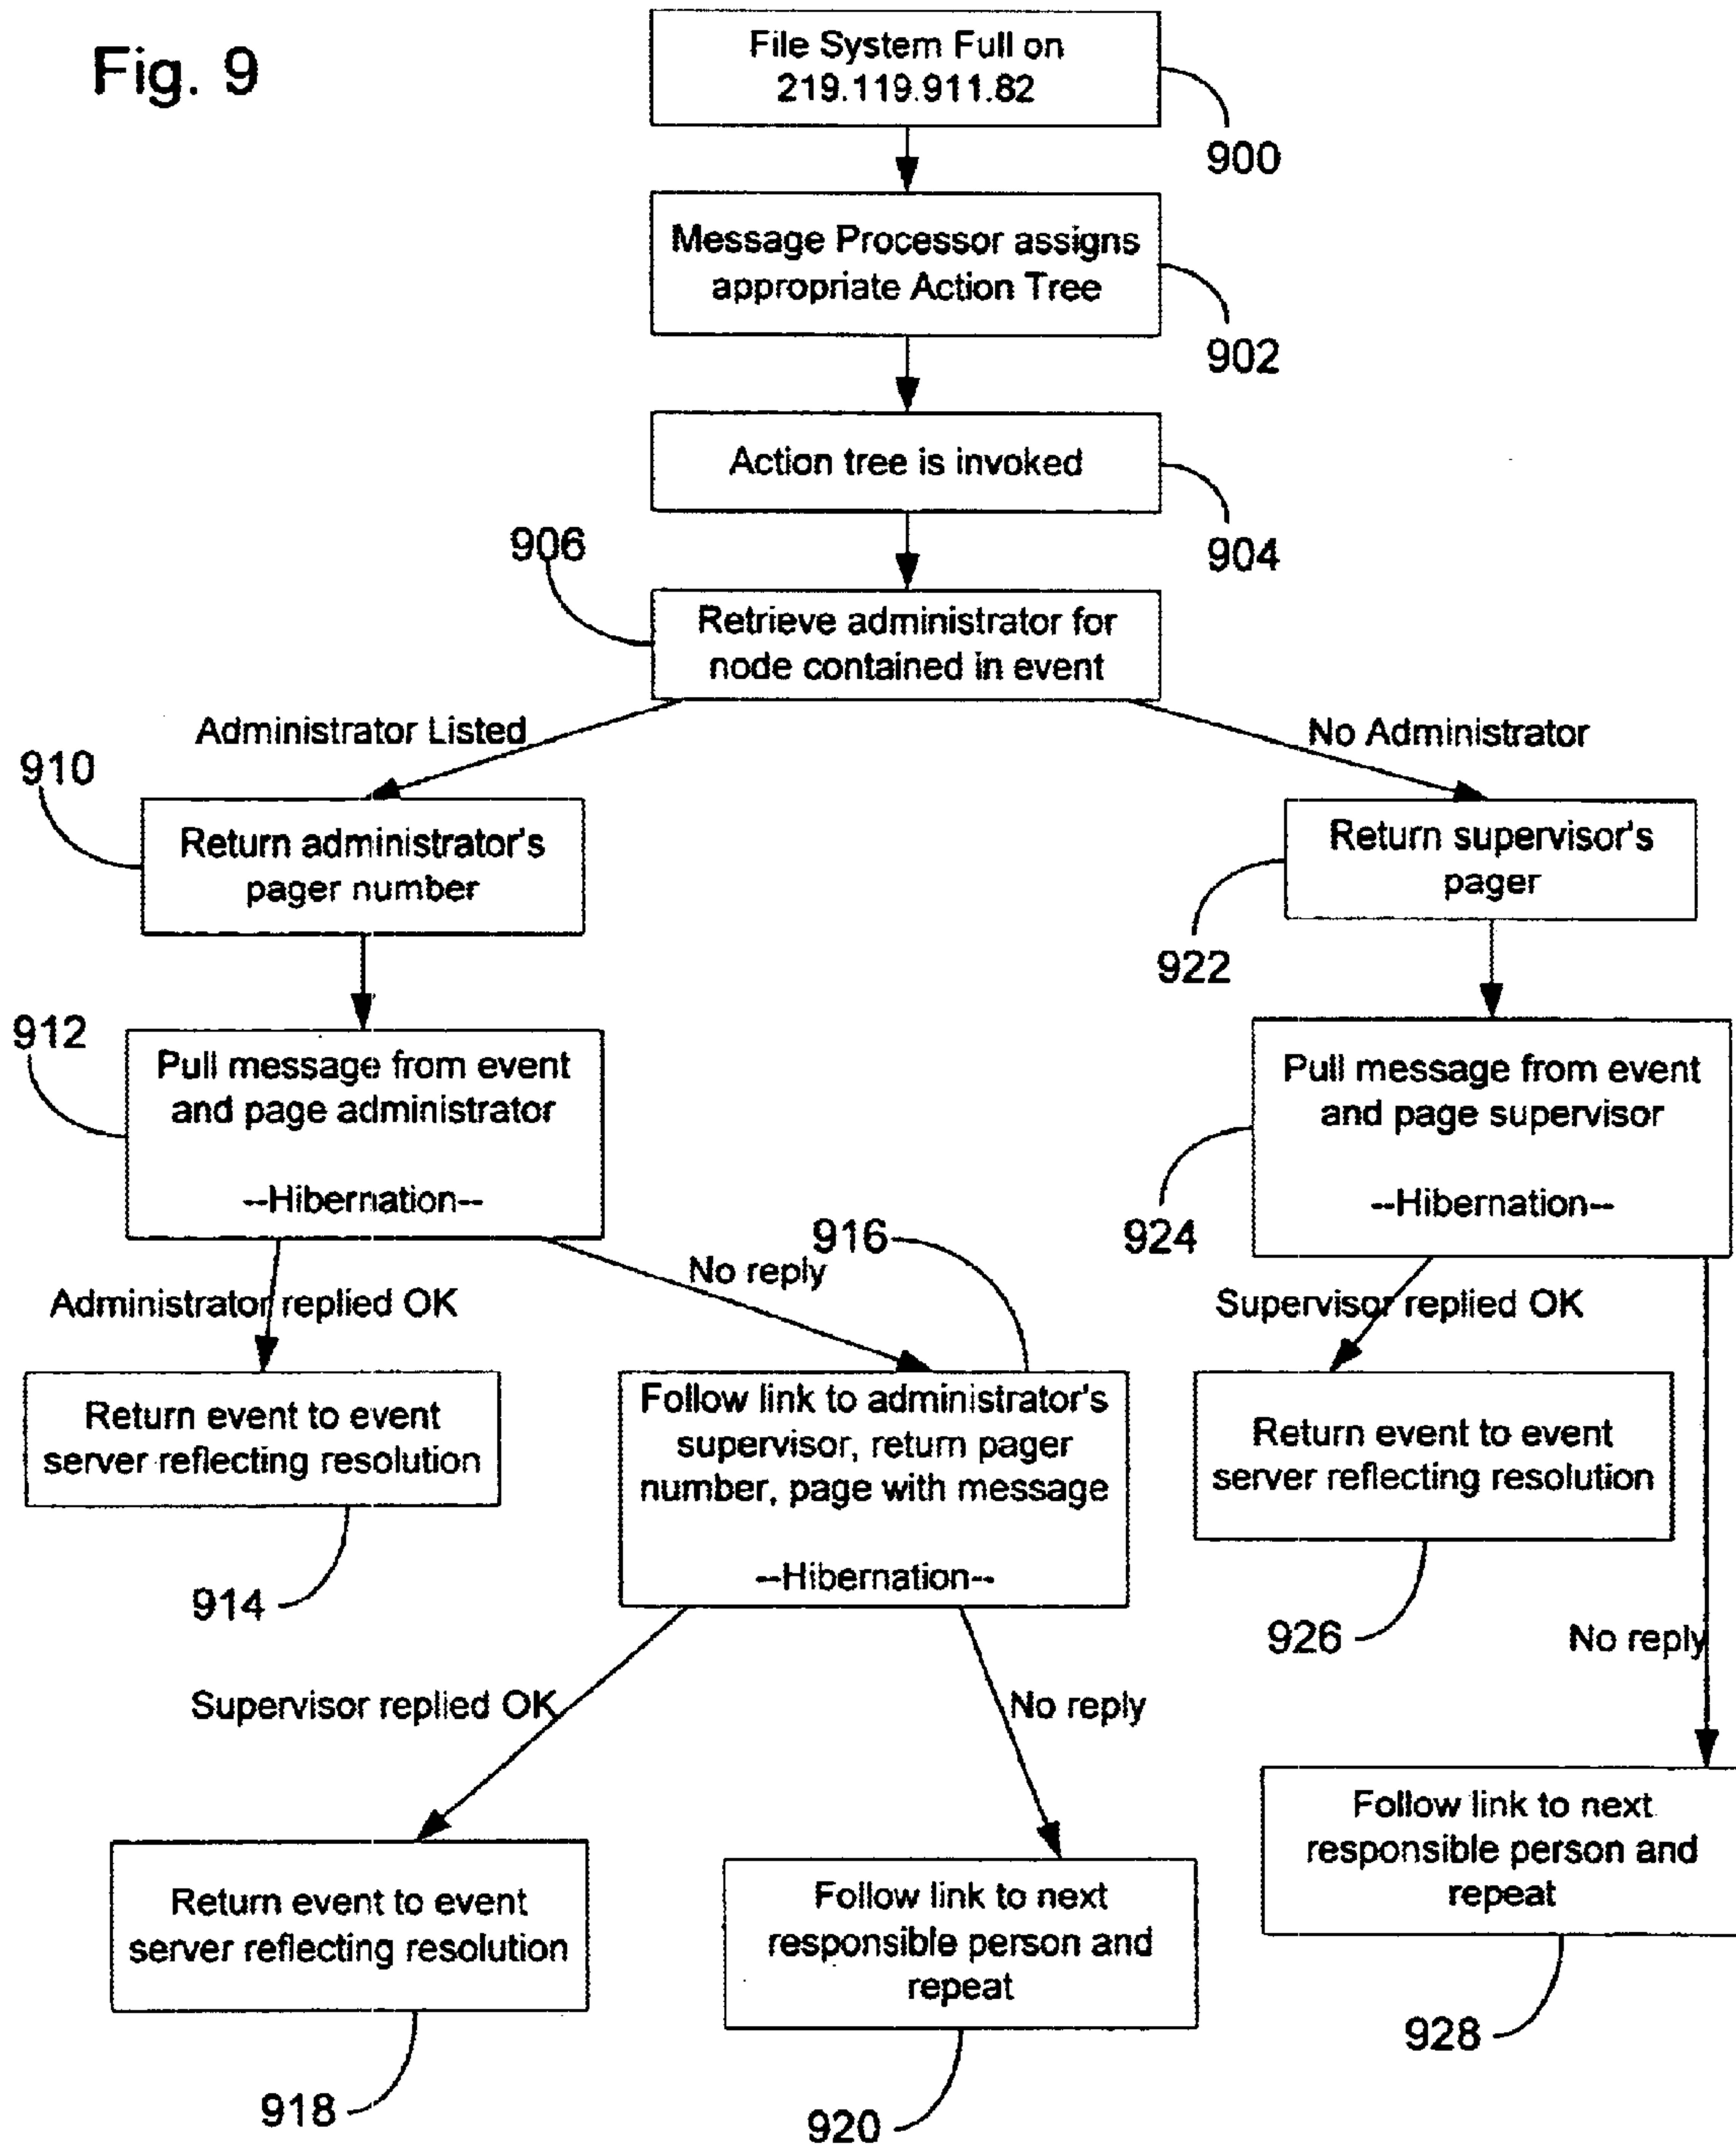 Fig. 9
File System Full on
219.119.911.82
900
Message Processor assigns
appropriate Action Tree
902
Action tree is invoked
904
906
Retrieve administrator for
node contained in event
Administrator Listed
No Administrator
910
Return administrator's
pager number
Return supervisor's
pager
922
912
Pull message from event
and page administrator
--Hibernation--
Pull message from event
and page supervisor
--Hibernation--
924
916
No reply
Administrator replied OK
Supervisor replied OK
Return event to event
server reflecting resolution
914
Follow link to administrator's
supervisor, return pager
number, page with message
--Hibernation--
Return event to event
server reflecting resolution
926
No reply
Supervisor replied OK
No reply
Return event to event
server reflecting resolution
918
Follow link to next
responsible person and
repeat
920
Follow link to next
responsible person and
repeat
928